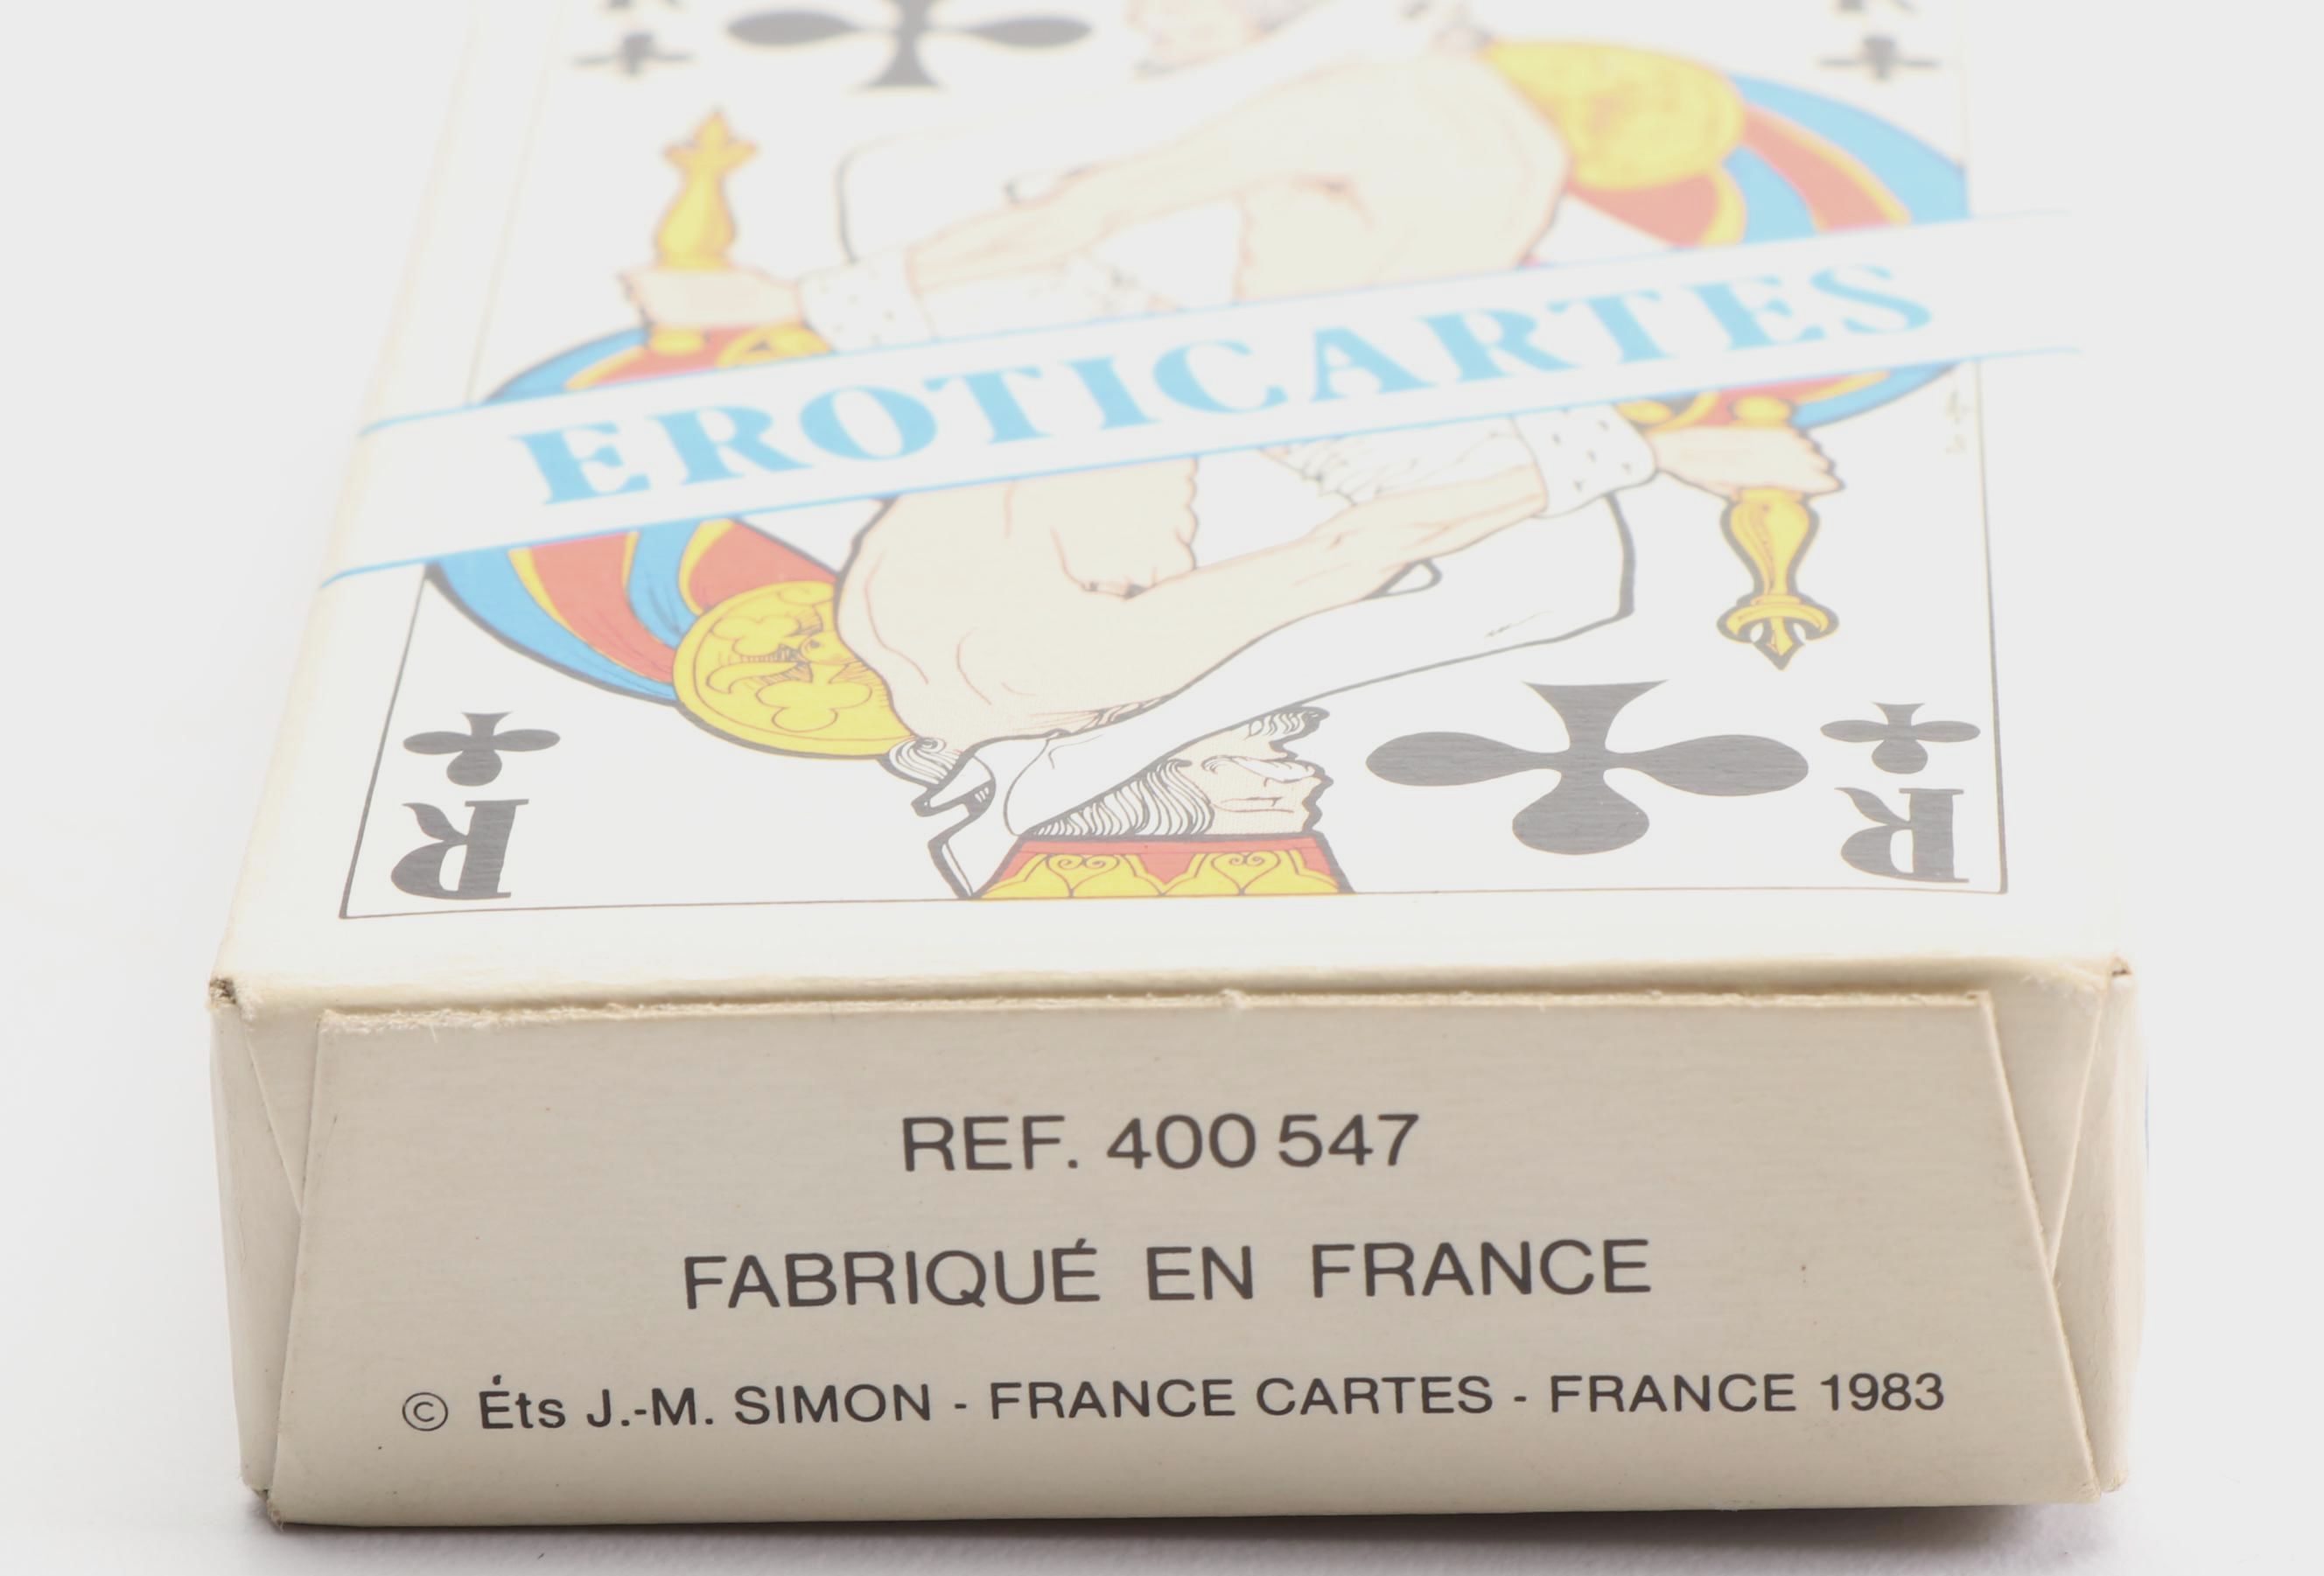 EROTICARTES
R
R
REF. 400 547
FABRIQUÉ EN FRANCE
© Éts J.-M. SIMON - FRANCE CARTES - FRANCE 1983